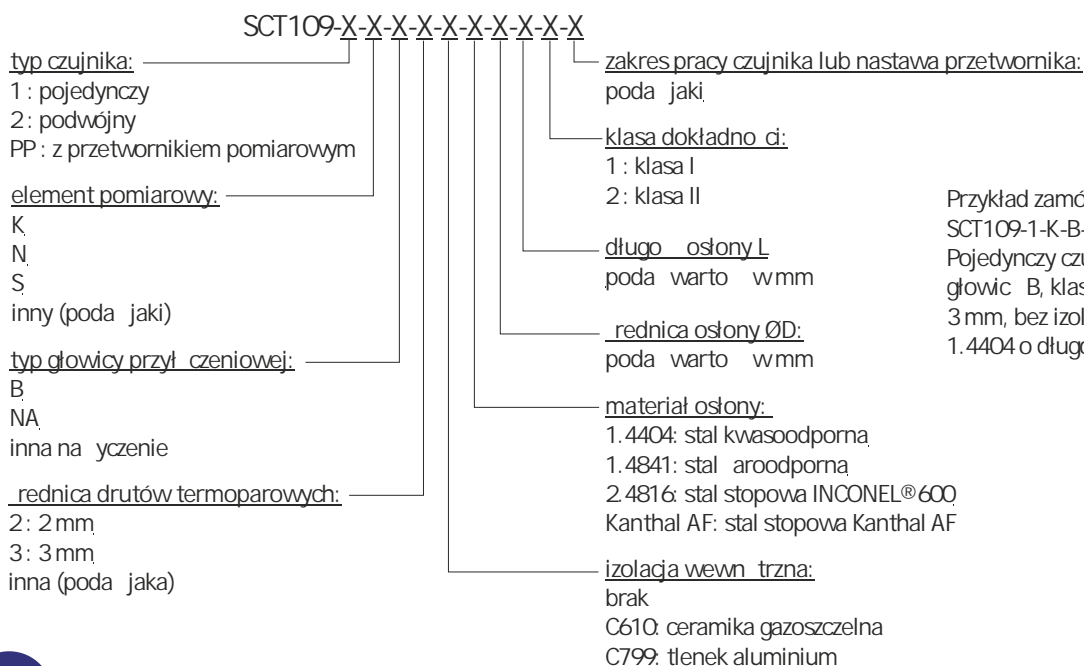 SCT109-X-X-X-X-X-X-X-X-X-X
typ czujnika:
1: pojedynczy
2: podwójny
PP: z przetwornikiem pomiarowym
element pomiarowy:
K
N
S
inny (poda jaki)
typ głowicy przył czeniowej:
B
NA
inna na yczenie
rednica drutów termoparowych:
2: 2 mm
3: 3 mm
inna (poda jaka)
zakres pracy czujnika lub nastawa przetwornika:
poda jaki
klasa dokładno ci:
1: klasa I
2: klasa II
długo osłony L
poda warto w mm
rednica osłony ØD:
poda warto w mm
materiał osłony:
1.4404: stal kwasoodporna
1.4841: stal aroodporna
2.4816: stal stopowa INCONEL® 600
Kanthal AF: stal stopowa Kanthal AF
izolacja wewn trzna:
brak
C610: ceramika gazoszczelna
C799: tlenek aluminium
Przykład zamó
SCT109-1-K-B-
Pojedynczy czu
głowic B, klas
3 mm, bez izol
1.4404 o długo